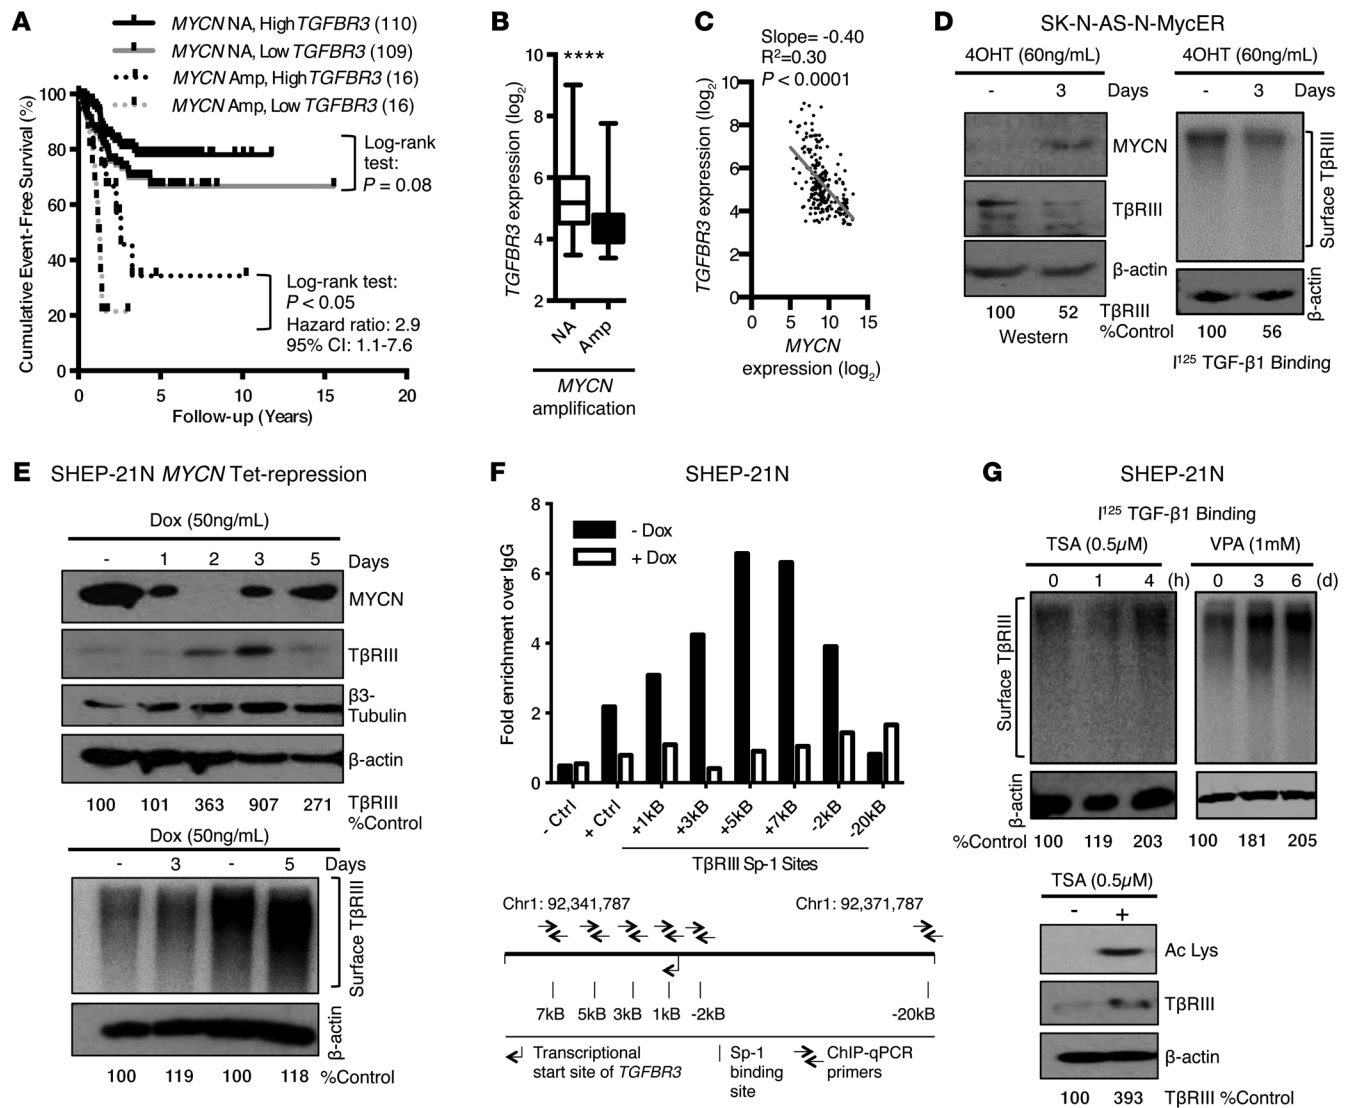 A
MYCN NA, High TGFBR3 (110)
MYCN NA, Low TGFBR3 (109)
MYCN Amp, High TGFBR3 (16)
MYCN Amp, Low TGFBR3 (16)
Cumulative Event-Free Survival (%)
100
80
60
40
20
0
0 5 10 15 20
Follow-up (Years)
Log-rank
test:
P = 0.08
Log-rank test:
P < 0.05
Hazard ratio: 2.9
95% CI: 1.1-7.6
B
TGFBR3 expression (log2)
10
8
6
4
2
****
NA Amp
MYCN
amplification
C
Slope= -0.40
R²=0.30
P < 0.0001
TGFBR3 expression (log2)
10
8
6
4
2
0
0 5 10 15
MYCN
expression (log2)
D
SK-N-AS-N-MycER
4OHT (60ng/mL)
- 3 Days
MYCN
TβRIII
β-actin
100 52 TβRIII
%Control
Western
4OHT (60ng/mL)
- 3 Days
Surface TβRIII
β-actin
100 56
I¹²⁵ TGF-β1 Binding
E
SHEP-21N MYCN Tet-repression
Dox (50ng/mL)
- 1 2 3 5 Days
MYCN
TβRIII
β3-
Tubulin
β-actin
100 101 363 907 271 TβRIII
%Control
Dox (50ng/mL)
- 3 - 5 Days
Surface TβRIII
β-actin
100 119 100 118 %Control
F
SHEP-21N
Fold enrichment over IgG
8
6
4
2
0
- Dox
+ Dox
- Ctrl + Ctrl +1kB +3kB +5kB +7kB -2kB -20kB
TβRIII Sp-1 Sites
Chr1: 92,341,787 Chr1: 92,371,787
7kB 5kB 3kB 1kB -2kB -20kB
Transcriptional
start site of TGFBR3
Sp-1
binding
site
ChIP-qPCR
primers
G
SHEP-21N
I¹²⁵ TGF-β1 Binding
TSA (0.5µM) VPA (1mM)
0 1 4 (h) 0 3 6 (d)
Surface TβRIII
β-actin
%Control 100 119 203 100 181 205
TSA (0.5µM)
- +
Ac Lys
TβRIII
β-actin
100 393 TβRIII %Control